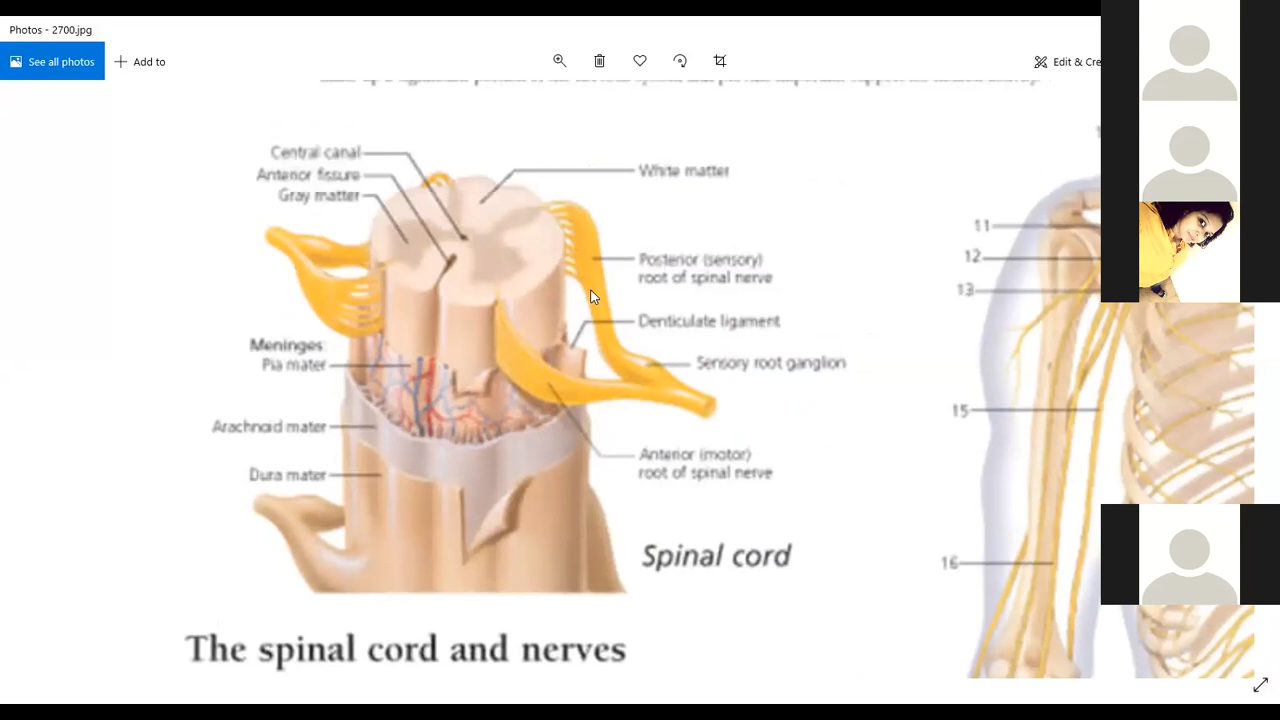 Photos - 2700.jpg
See all photos
Add to
Edit & Cre
Central canal
Anterior fissure
Gray matter
White matter
Posterior (sensory)
root of spinal nerve
Denticulate ligament
Sensory root ganglion
Meninges:
Pia mater
Arachnoid mater
Dura mater
Anterior (motor)
root of spinal nerve
Spinal cord
The spinal cord and nerves
11
12
13
15
16